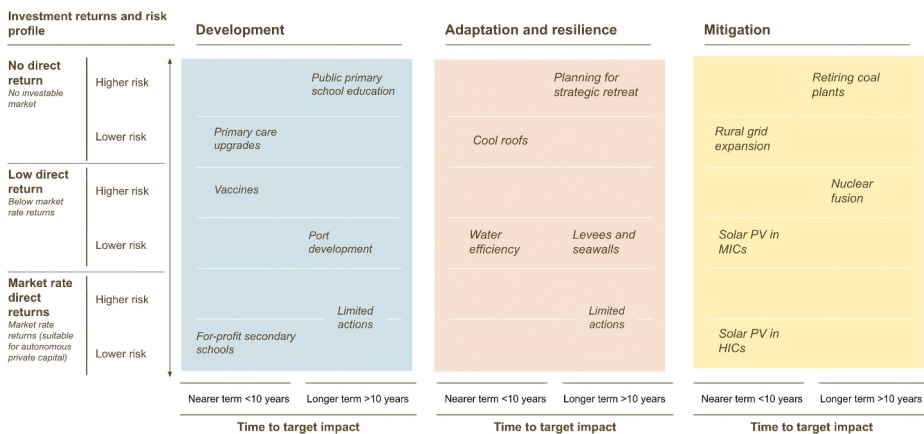 Investment returns and risk
profile
Development
Adaptation and resilience
Mitigation
No direct
return
No investable
market
Higher risk
Public primary
school education
Planning for
strategic retreat
Retiring coal
plants
Lower risk
Primary care
upgrades
Cool roofs
Rural grid
expansion
Low direct
return
Below market
rate returns
Higher risk
Vaccines
Nuclear
fusion
Lower risk
Port
development
Water
efficiency
Levees and
seawalls
Solar PV in
MICs
Market rate
direct
returns
Market rate
returns (suitable
for autonomous
private capital)
Higher risk
Limited
actions
Limited
actions
Lower risk
For-profit secondary
schools
Solar PV in
HICs
Nearer term <10 years
Longer term >10 years
Nearer term <10 years
Longer term >10 years
Nearer term <10 years
Longer term >10 years
Time to target impact
Time to target impact
Time to target impact